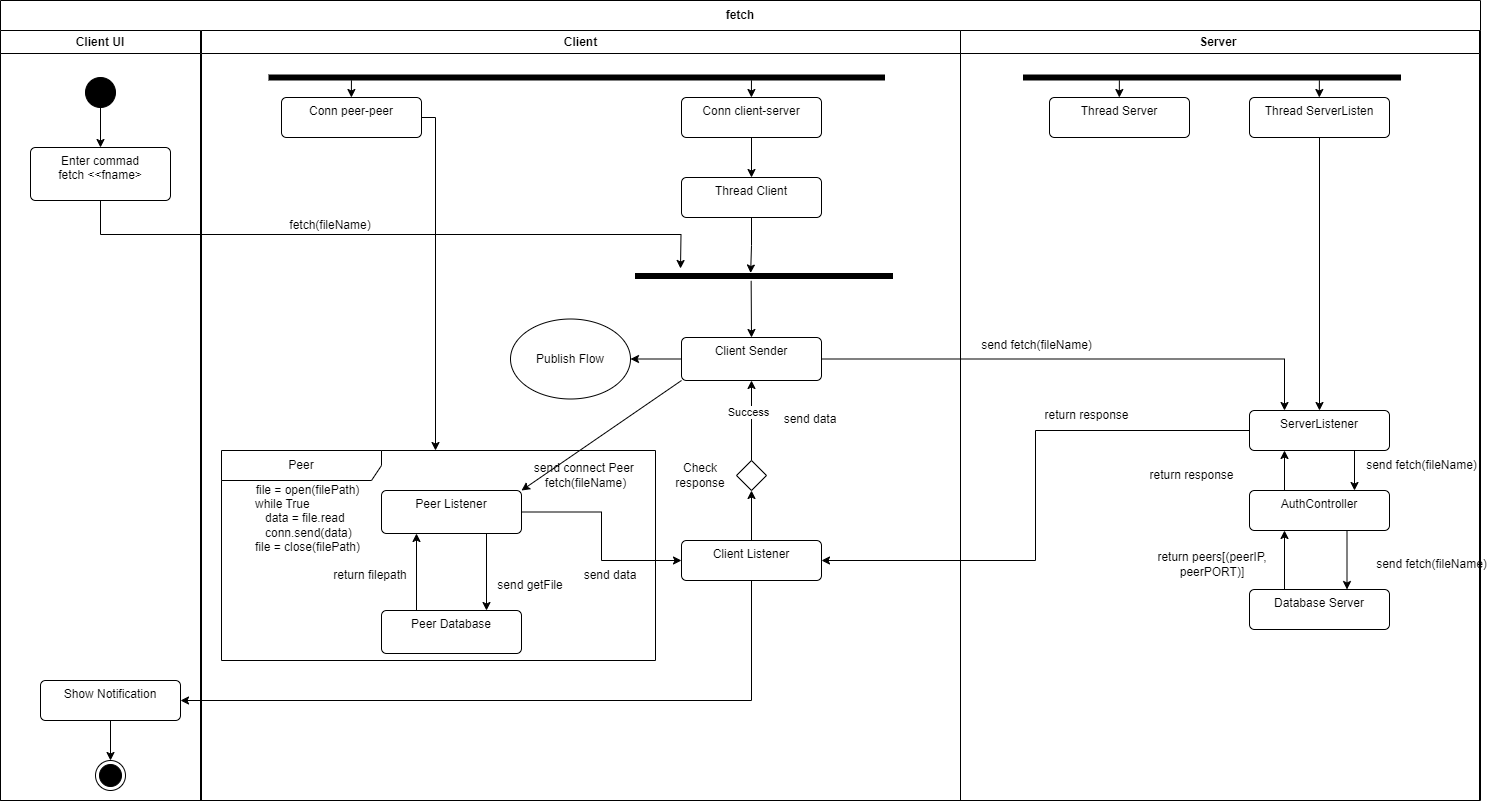 fetch
Client UI
Client
Server
Conn peer-peer
Conn client-server
Thread Server
Thread ServerListen
Enter commad
fetch <<fname>
Thread Client
fetch(fileName)
Publish Flow
Client Sender
send fetch(fileName)
Success
send data
return response
ServerListener
Peer
send connect Peer
fetch(fileName)
Check
response
return response
send fetch(fileName)
file = open(filePath)
while True
data = file.read
conn.send(data)
file = close(filePath)
Peer Listener
AuthController
Client Listener
return filepath
send getFile
send data
return peers[(peerIP,
peerPORT)]
send fetch(fileName)
Peer Database
Database Server
Show Notification